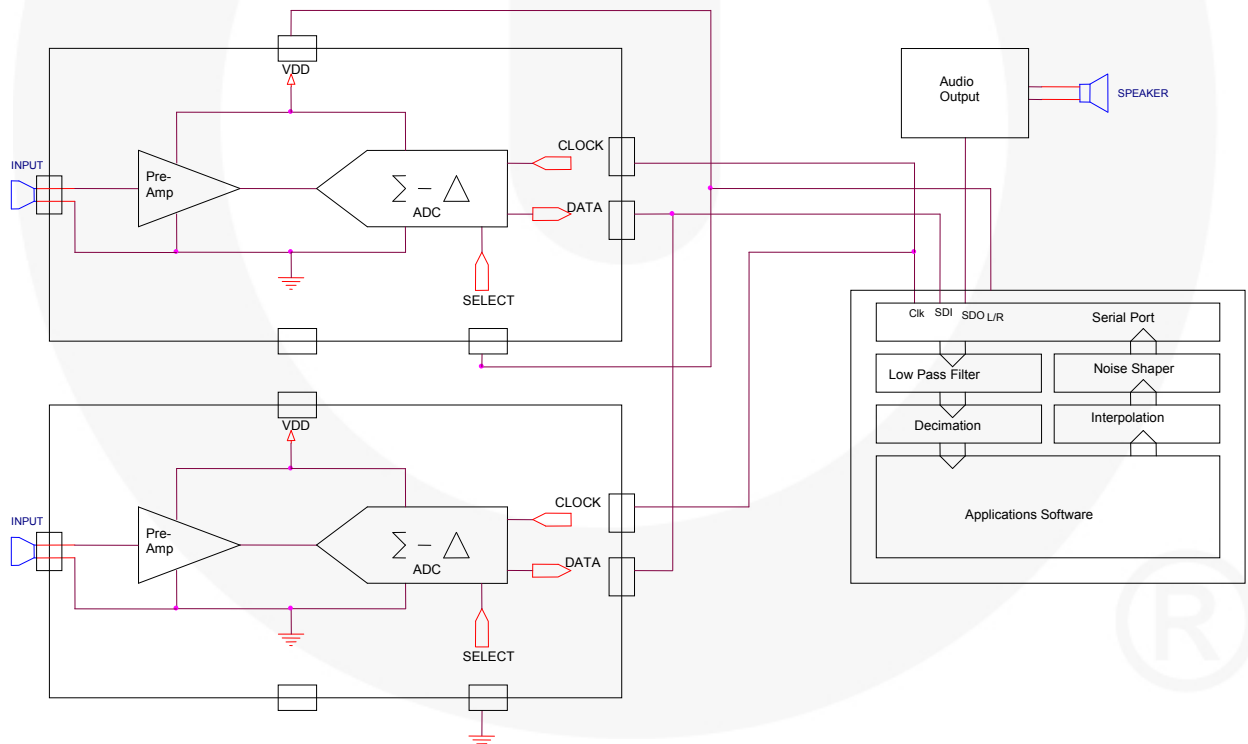 VDD
INPUT
Pre-
Amp
Σ – Δ
ADC
CLOCK
DATA
SELECT
Audio
Output
SPEAKER
Clk SDI SDO L/R
Serial Port
Low Pass Filter
Noise Shaper
Decimation
Interpolation
Applications Software
VDD
INPUT
Pre-
Amp
Σ – Δ
ADC
CLOCK
DATA
SELECT
®